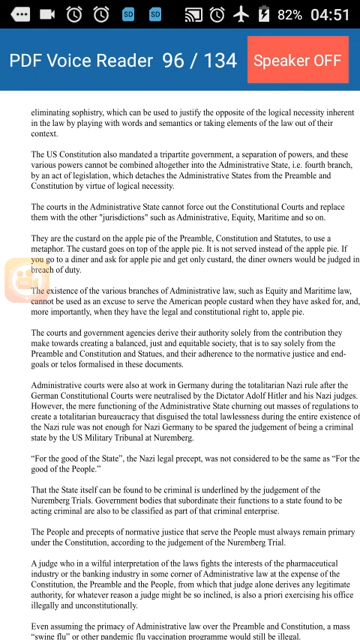 82% 04:51
PDF Voice Reader 96 / 134 Speaker OFF
eliminating sophistry, which can be used to justify the opposite of the logical necessity inherent
in the law by playing with words and semantics or taking elements of the law out of their
context.
The US Constitution also mandated a tripartite government, a separation of powers, and these
various powers cannot be combined altogether into the Administrative State, i.e. fourth branch,
by an act of legislation, which detaches the Administrative States from the Preamble and
Constitution by virtue of logical necessity.
The courts in the Administrative State cannot force out the Constitutional Courts and replace
them with the other "jurisdictions" such as Administrative, Equity, Maritime and so on.
They are the custard on the apple pie of the Preamble, Constitution and Statutes, to use a
metaphor. The custard goes on top of the apple pie. It is not served instead of the apple pie. If
you go to a diner and ask for apple pie and get only custard, the diner owners would be judged in
breach of duty.
The existence of the various branches of Administrative law, such as Equity and Maritime law,
cannot be used as an excuse to serve the American people custard when they have asked for, and,
more importantly, when they have the legal and constitutional right to, apple pie.
The courts and government agencies derive their authority solely from the contribution they
make towards creating a balanced, just and equitable society, that is to say solely from the
Preamble and Constitution and Statues, and their adherence to the normative justice and end-
goals or telos formalised in these documents.
Administrative courts were also at work in Germany during the totalitarian Nazi rule after the
German Constitutional Courts were neutralised by the Dictator Adolf Hitler and his Nazi judges.
However, the mere functioning of the Administrative State churning out masses of regulations to
create a totalitarian bureaucracy that disguised the total lawlessness during the entire existence of
the Nazi rule was not enough for Nazi Germany to be spared the judgement of being a criminal
state by the US Military Tribunal at Nuremberg.
“For the good of the State”, the Nazi legal precept, was not considered to be the same as “For the
good of the People.”
That the State itself can be found to be criminal is underlined by the judgement of the
Nuremberg Trials. Government bodies that subordinate their functions to a state found to be
acting criminal are also to be classified as part of that criminal enterprise.
The People and precepts of normative justice that serve the People must always remain primary
under the Constitution, according to the judgement of the Nuremberg Trial.
A judge who in a wilful interpretation of the laws fights the interests of the pharmaceutical
industry or the banking industry in some corner of Administrative law at the expense of the
Constitution, the Preamble and the People, from which that judge alone derives any legitimate
authority, for whatever reason a judge might be so inclined, is also a priori exercising his office
illegally and unconstitutionally.
Even assuming the primacy of Administrative law over the Preamble and Constitution, a mass
“swine flu” or other pandemic flu vaccination programme would still be illegal.